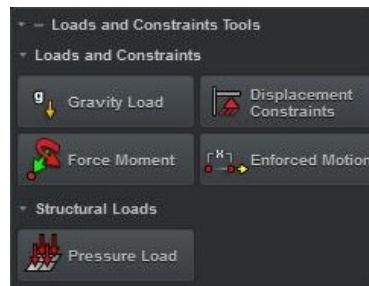 Loads and Constraints Tools
Loads and Constraints
g Gravity Load
Displacement
Constraints
Force Moment
x Enforced Motion
Structural Loads
Pressure Load